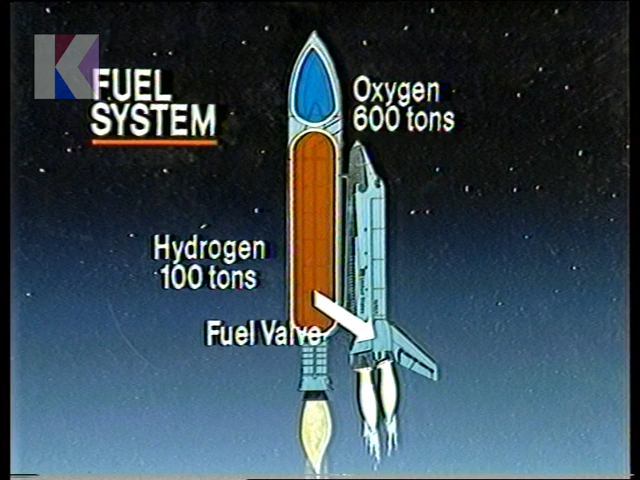 K
FUEL
SYSTEM
Oxygen
600 tons
Hydrogen
100 tons
Fuel Valve